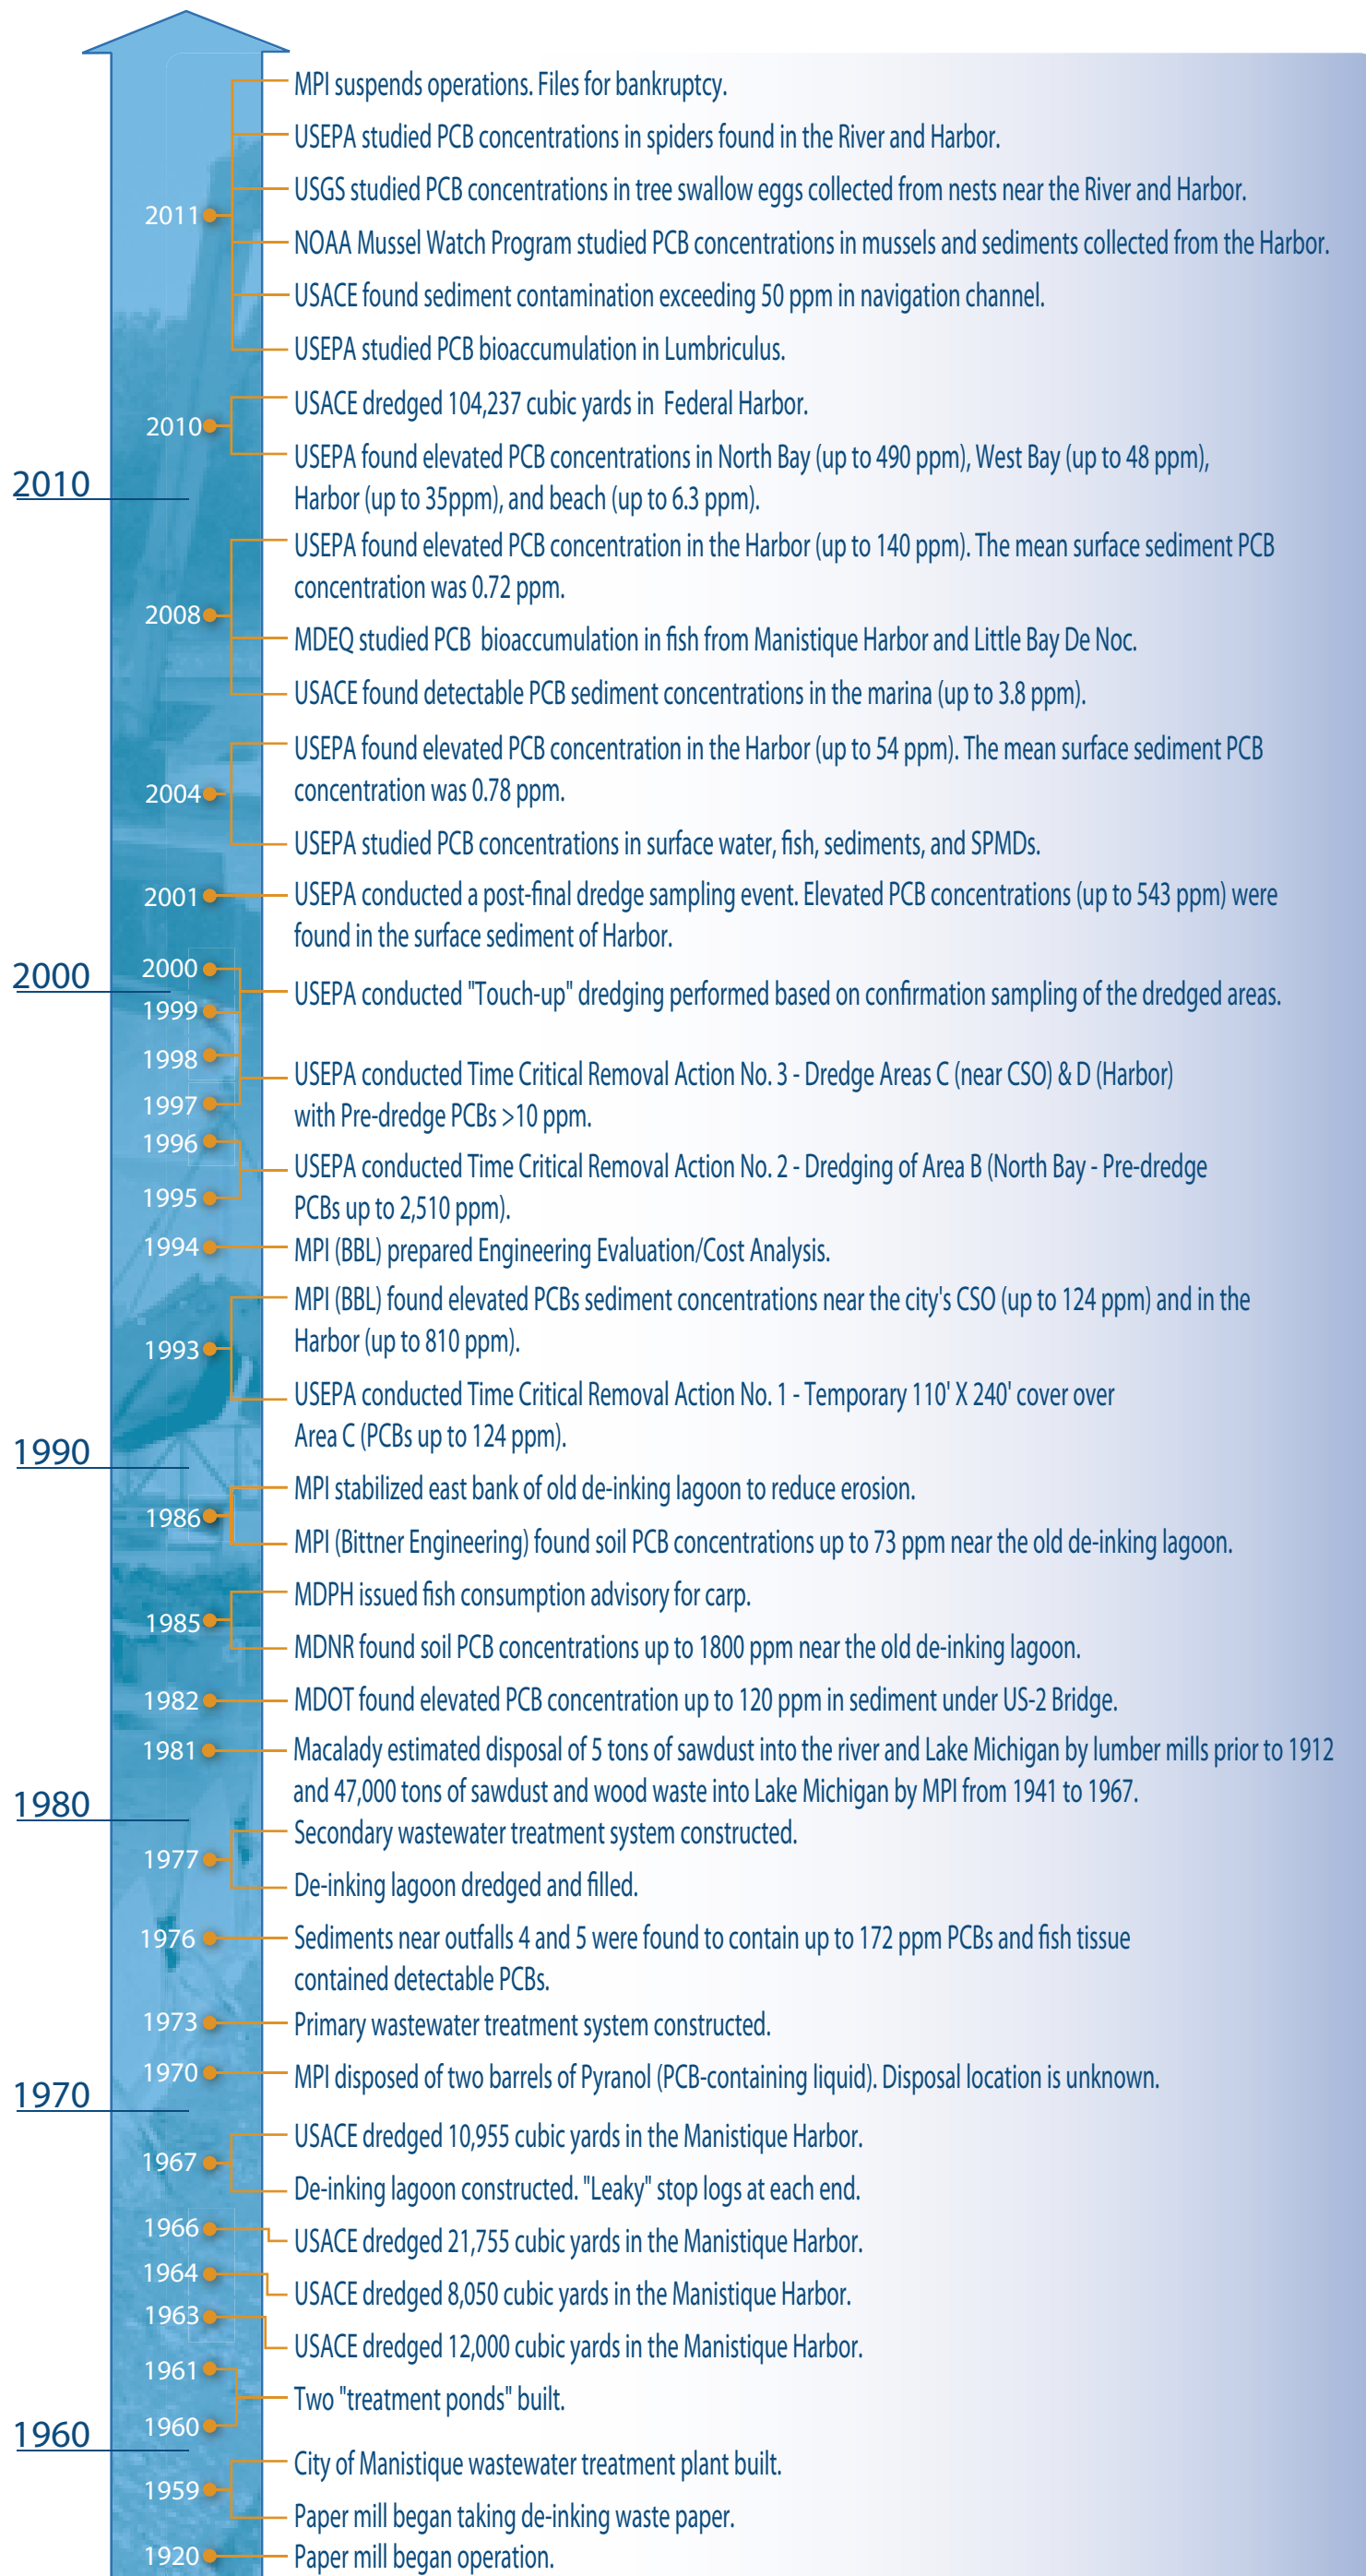 MPI suspends operations. Files for bankruptcy.
USEPA studied PCB concentrations in spiders found in the River and Harbor.
USGS studied PCB concentrations in tree swallow eggs collected from nests near the River and Harbor.
2011
NOAA Mussel Watch Program studied PCB concentrations in mussels and sediments collected from the Harbor.
USACE found sediment contamination exceeding 50 ppm in navigation channel.
USEPA studied PCB bioaccumulation in Lumbriculus.
USACE dredged 104,237 cubic yards in  Federal Harbor.
2010
USEPA found elevated PCB concentrations in North Bay (up to 490 ppm), West Bay (up to 48 ppm),
Harbor (up to 35ppm), and beach (up to 6.3 ppm).
2010
USEPA found elevated PCB concentration in the Harbor (up to 140 ppm). The mean surface sediment PCB
concentration was 0.72 ppm.
2008
MDEQ studied PCB  bioaccumulation in fish from Manistique Harbor and Little Bay De Noc.
USACE found detectable PCB sediment concentrations in the marina (up to 3.8 ppm).
USEPA found elevated PCB concentration in the Harbor (up to 54 ppm). The mean surface sediment PCB
concentration was 0.78 ppm.
2004
USEPA studied PCB concentrations in surface water, fish, sediments, and SPMDs.
2001
USEPA conducted a post-final dredge sampling event. Elevated PCB concentrations (up to 543 ppm) were
found in the surface sediment of Harbor.
2000
2000
USEPA conducted "Touch-up" dredging performed based on confirmation sampling of the dredged areas.
1999
1998
USEPA conducted Time Critical Removal Action No. 3 - Dredge Areas C (near CSO) & D (Harbor)
with Pre-dredge PCBs >10 ppm.
1997
1996
USEPA conducted Time Critical Removal Action No. 2 - Dredging of Area B (North Bay - Pre-dredge
PCBs up to 2,510 ppm).
1995
1994
MPI (BBL) prepared Engineering Evaluation/Cost Analysis.
MPI (BBL) found elevated PCBs sediment concentrations near the city's CSO (up to 124 ppm) and in the
Harbor (up to 810 ppm).
1993
USEPA conducted Time Critical Removal Action No. 1 - Temporary 110' X 240' cover over
Area C (PCBs up to 124 ppm).
1990
MPI stabilized east bank of old de-inking lagoon to reduce erosion.
1986
MPI (Bittner Engineering) found soil PCB concentrations up to 73 ppm near the old de-inking lagoon.
MDPH issued fish consumption advisory for carp.
1985
MDNR found soil PCB concentrations up to 1800 ppm near the old de-inking lagoon.
1982
MDOT found elevated PCB concentration up to 120 ppm in sediment under US-2 Bridge.
1981
Macalady estimated disposal of 5 tons of sawdust into the river and Lake Michigan by lumber mills prior to 1912
and 47,000 tons of sawdust and wood waste into Lake Michigan by MPI from 1941 to 1967.
1980
Secondary wastewater treatment system constructed.
1977
De-inking lagoon dredged and filled.
1976
Sediments near outfalls 4 and 5 were found to contain up to 172 ppm PCBs and fish tissue
contained detectable PCBs.
1973
Primary wastewater treatment system constructed.
1970
MPI disposed of two barrels of Pyranol (PCB-containing liquid). Disposal location is unknown.
1970
USACE dredged 10,955 cubic yards in the Manistique Harbor.
1967
De-inking lagoon constructed. "Leaky" stop logs at each end.
1966
USACE dredged 21,755 cubic yards in the Manistique Harbor.
1964
USACE dredged 8,050 cubic yards in the Manistique Harbor.
1963
USACE dredged 12,000 cubic yards in the Manistique Harbor.
1961
Two "treatment ponds" built.
1960
1960
City of Manistique wastewater treatment plant built.
1959
Paper mill began taking de-inking waste paper.
1920
Paper mill began operation.